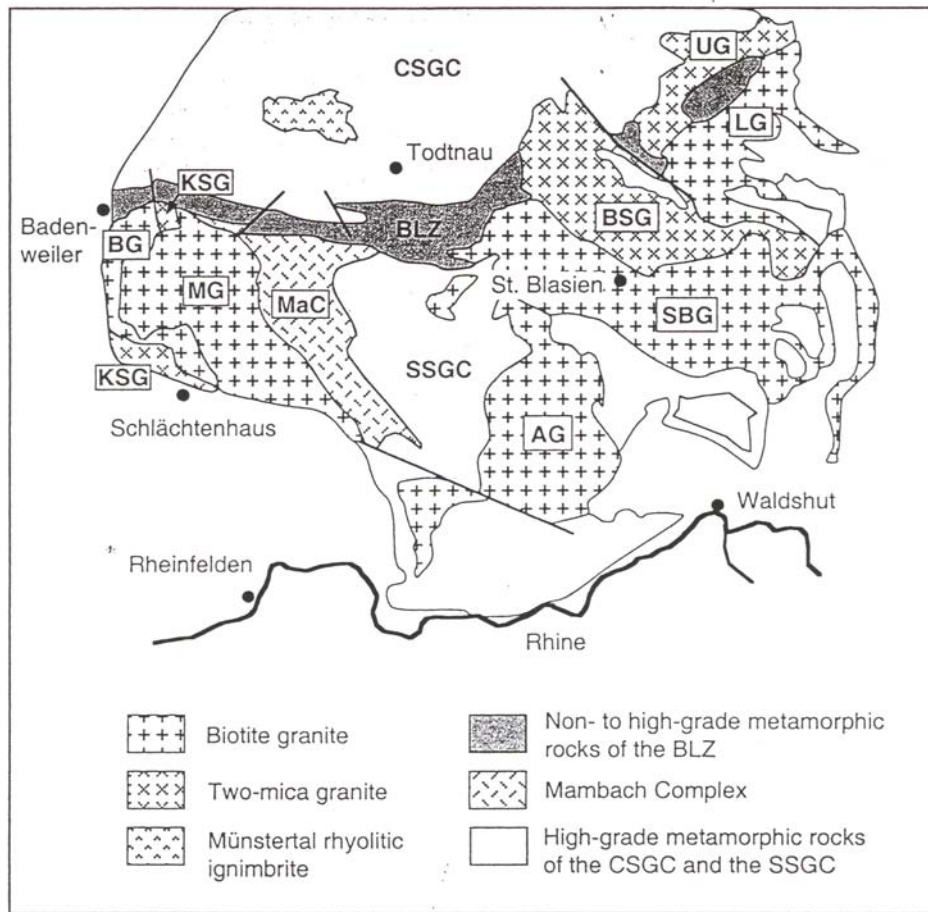 UG
CSGC
LG
Todtnau
KSG
Baden-
weiler
BG
BLZ
BSG
St. Blasien
MG
MaC
SBG
SSGC
KSG
Schlächtenhaus
AG
Waldshut
Rheinfelden
Rhine
Biotite granite
Two-mica granite
Münstertal rhyolitic
ignimbrite
Non- to high-grade metamorphic
rocks of the BLZ
Mambach Complex
High-grade metamorphic rocks
of the CSGC and the SSGC